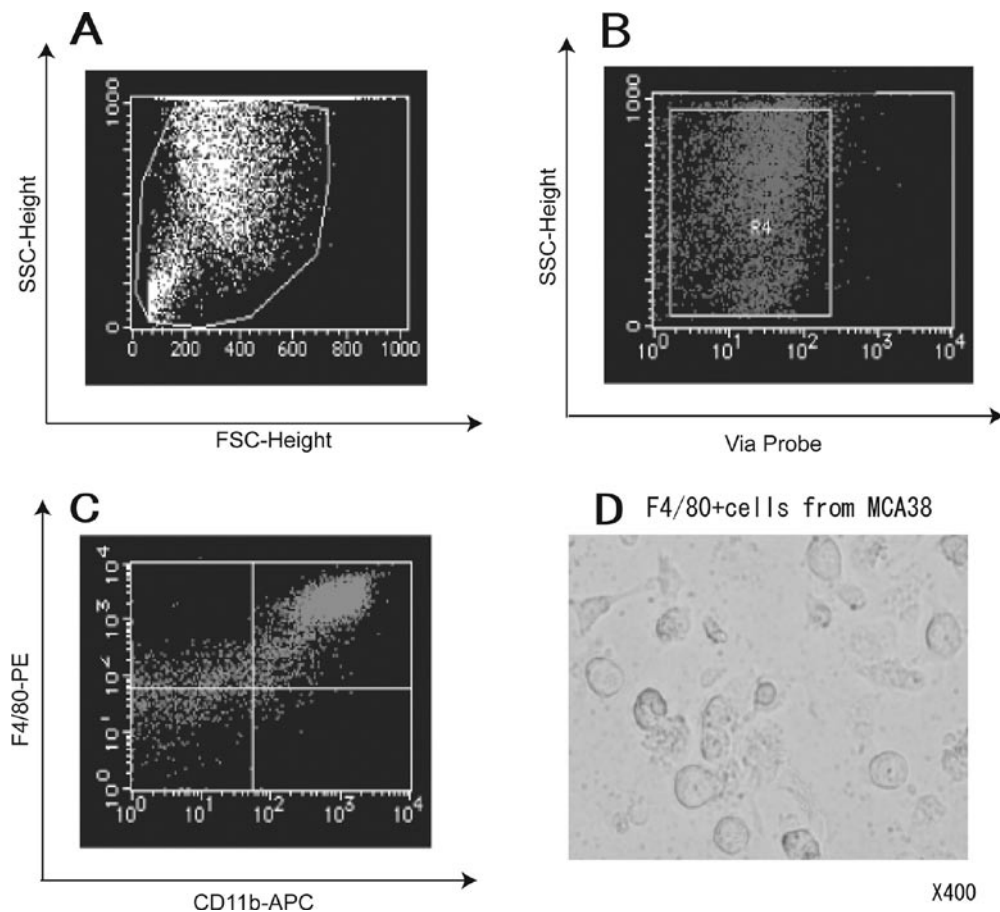 A
SSC-Height
1000
0
0 200 400 600 800 1000
FSC-Height
B
SSC-Height
1000
0
R4
10^0 10^1 10^2 10^3 10^4
Via Probe
C
F4/80-PE
10^4
10^3
10^2
10^1
10^0
10^0 10^1 10^2 10^3 10^4
CD11b-APC
D F4/80+cells from MCA38
X400